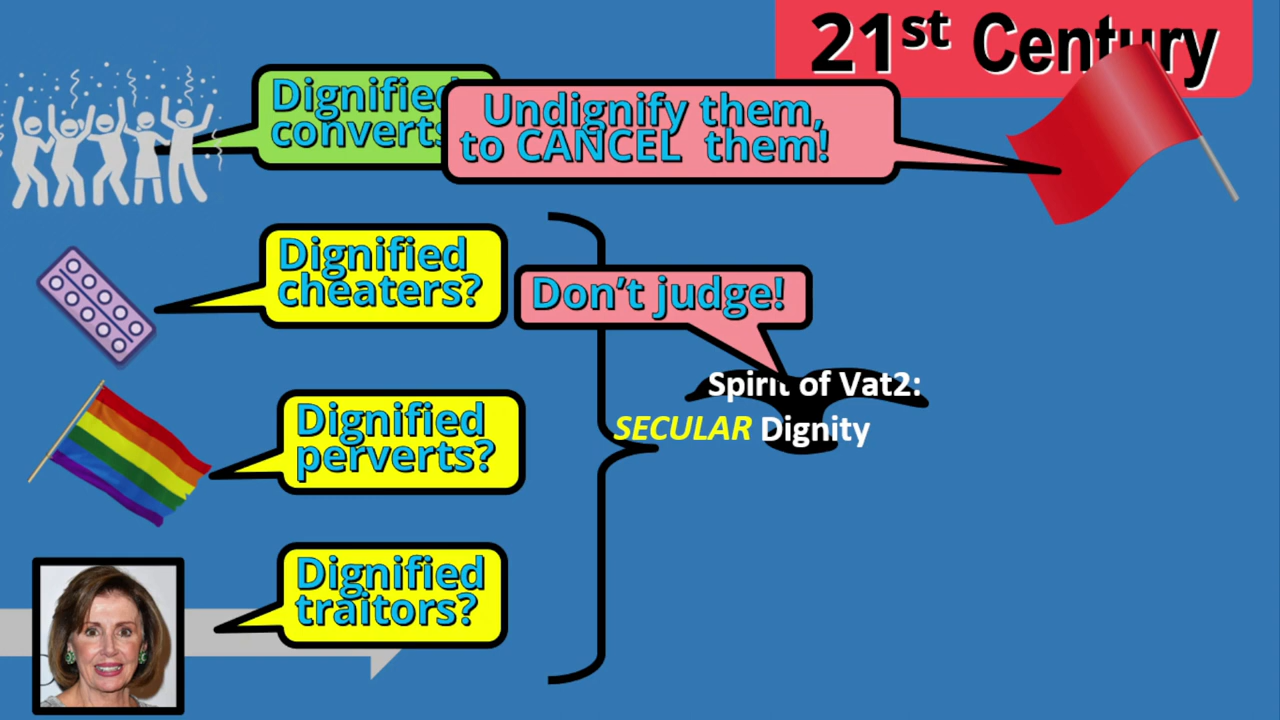 21st Century
Dignified
converts
Undignify them,
to CANCEL them!
Dignified
cheaters?
Don't judge!
Spirit of Vat2:
SECULAR Dignity
Dignified
perverts?
Dignified
traitors?